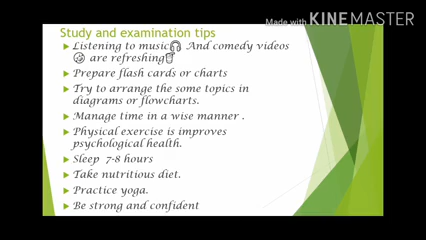 Made with KINEMASTER
Study and examination tips
Listening to music🎧 And comedy videos
😂 are refreshing🥛
Prepare flash cards or charts
Try to arrange the some topics in
diagrams or flowcharts.
Manage time in a wise manner .
Physical exercise is improves
psychological health.
Sleep 7-8 hours
Take nutritious diet.
Practice yoga.
Be strong and confident